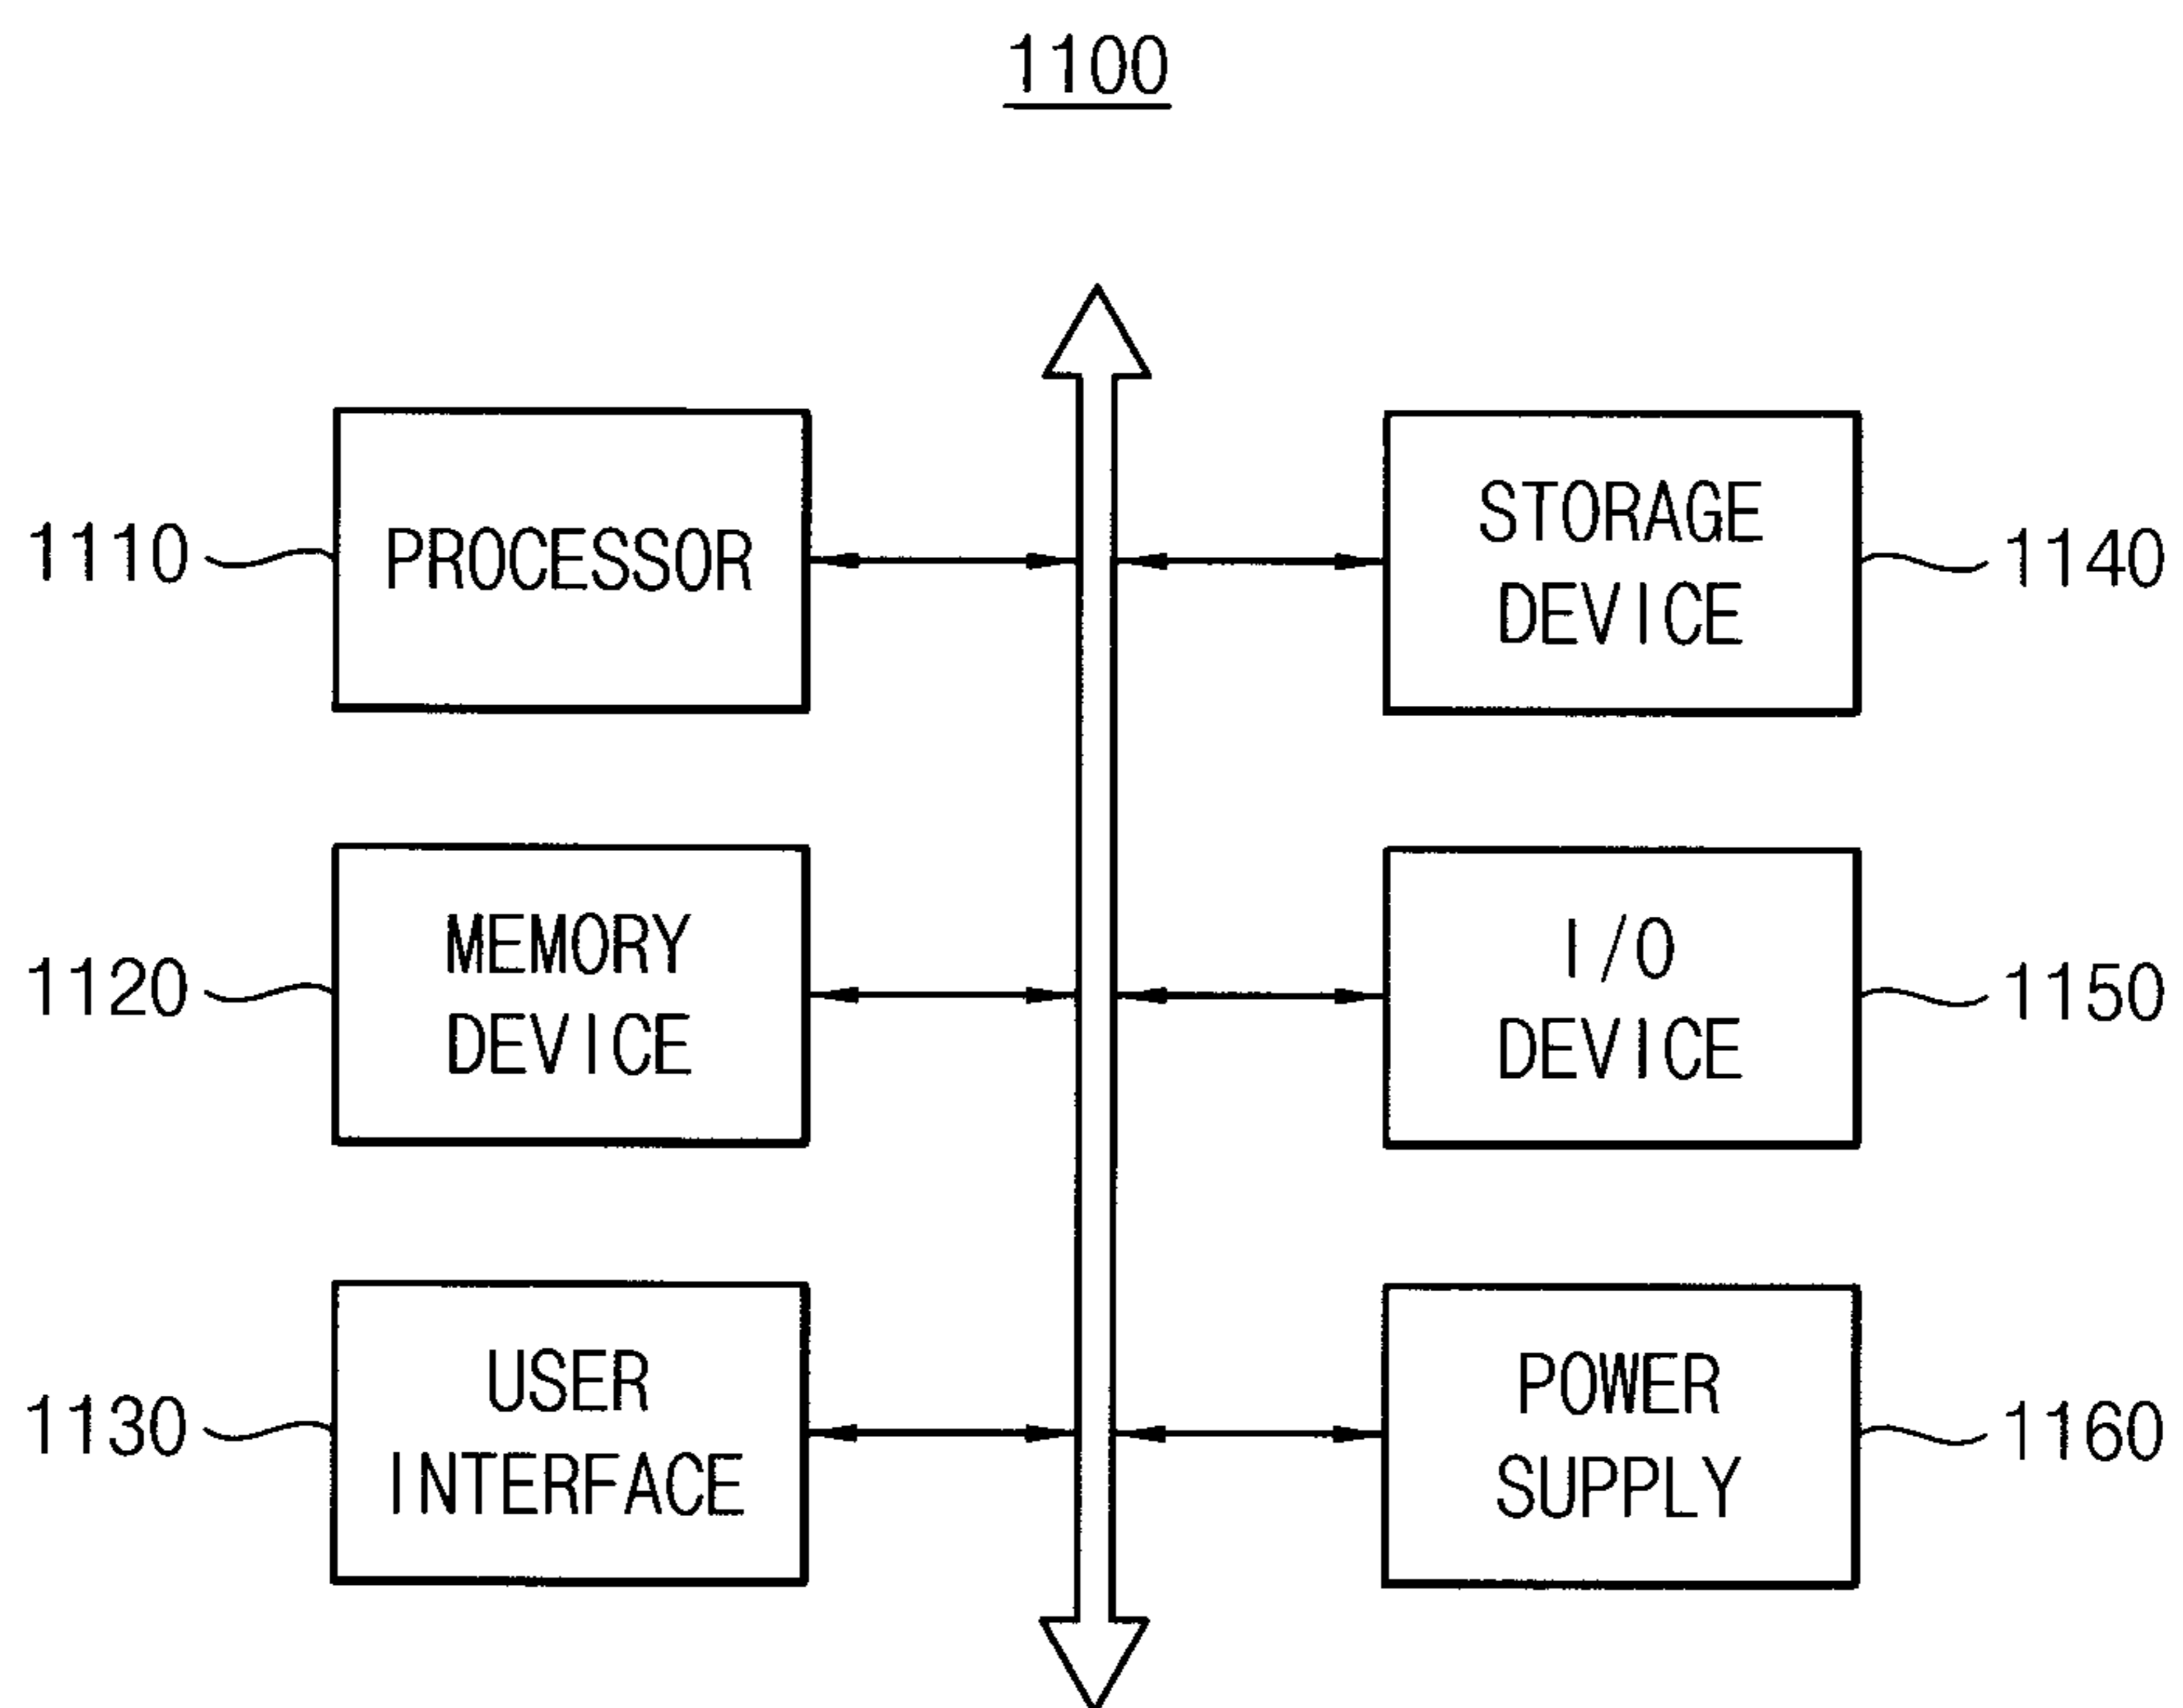 1100
1110
PROCESSOR
STORAGE
DEVICE
1140
1120
MEMORY
DEVICE
I/O
DEVICE
1150
1130
USER
INTERFACE
POWER
SUPPLY
1160